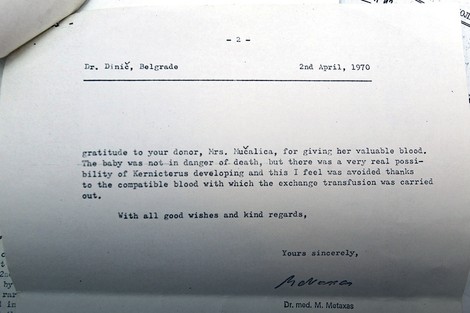 - 2 -
Dr. Dinič, Belgrade 2nd April, 1970
gratitude to your donor, Mrs. Mučalica, for giving her valuable blood.
The baby was not in danger of death, but there was a very real possi-
bility of Kernicterus developing and this I feel was avoided thanks
to the compatible blood with which the exchange transfution was carried
out.
With all good wishes and kind regards,
Yours sincerely,
Metaxas
Dr. med. M. Metaxas